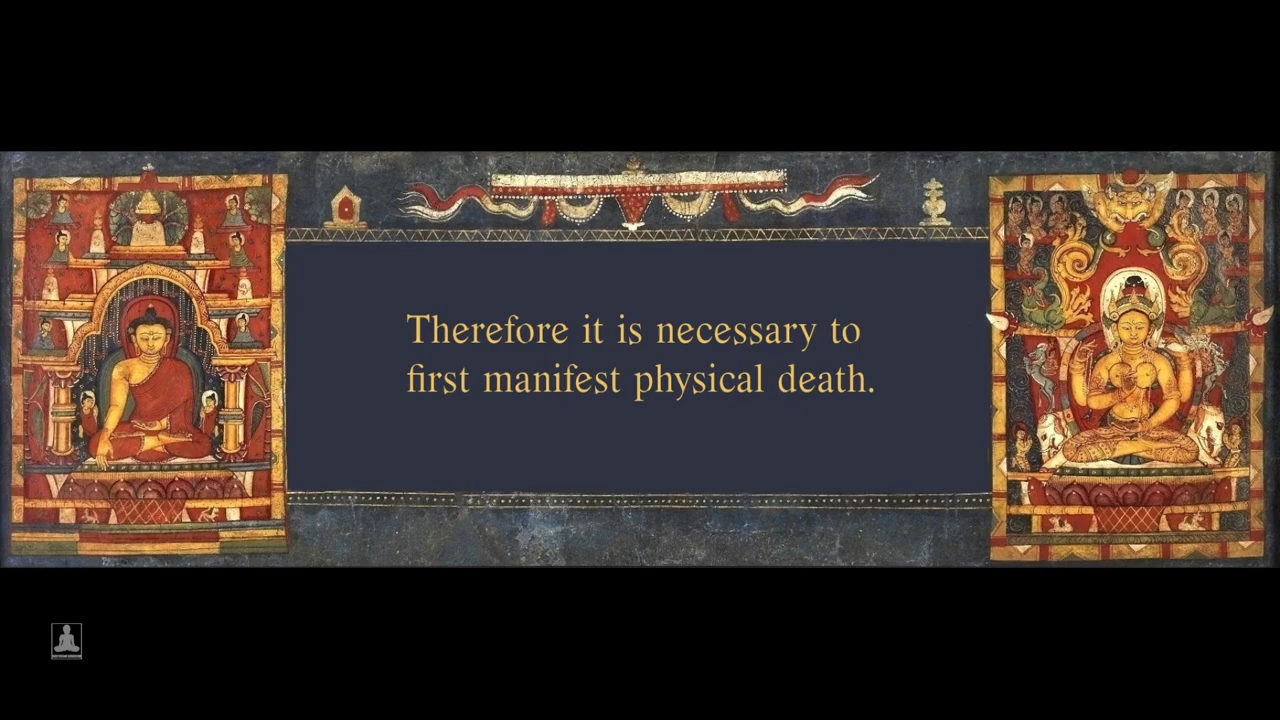 Therefore it is necessary to
first manifest physical death.